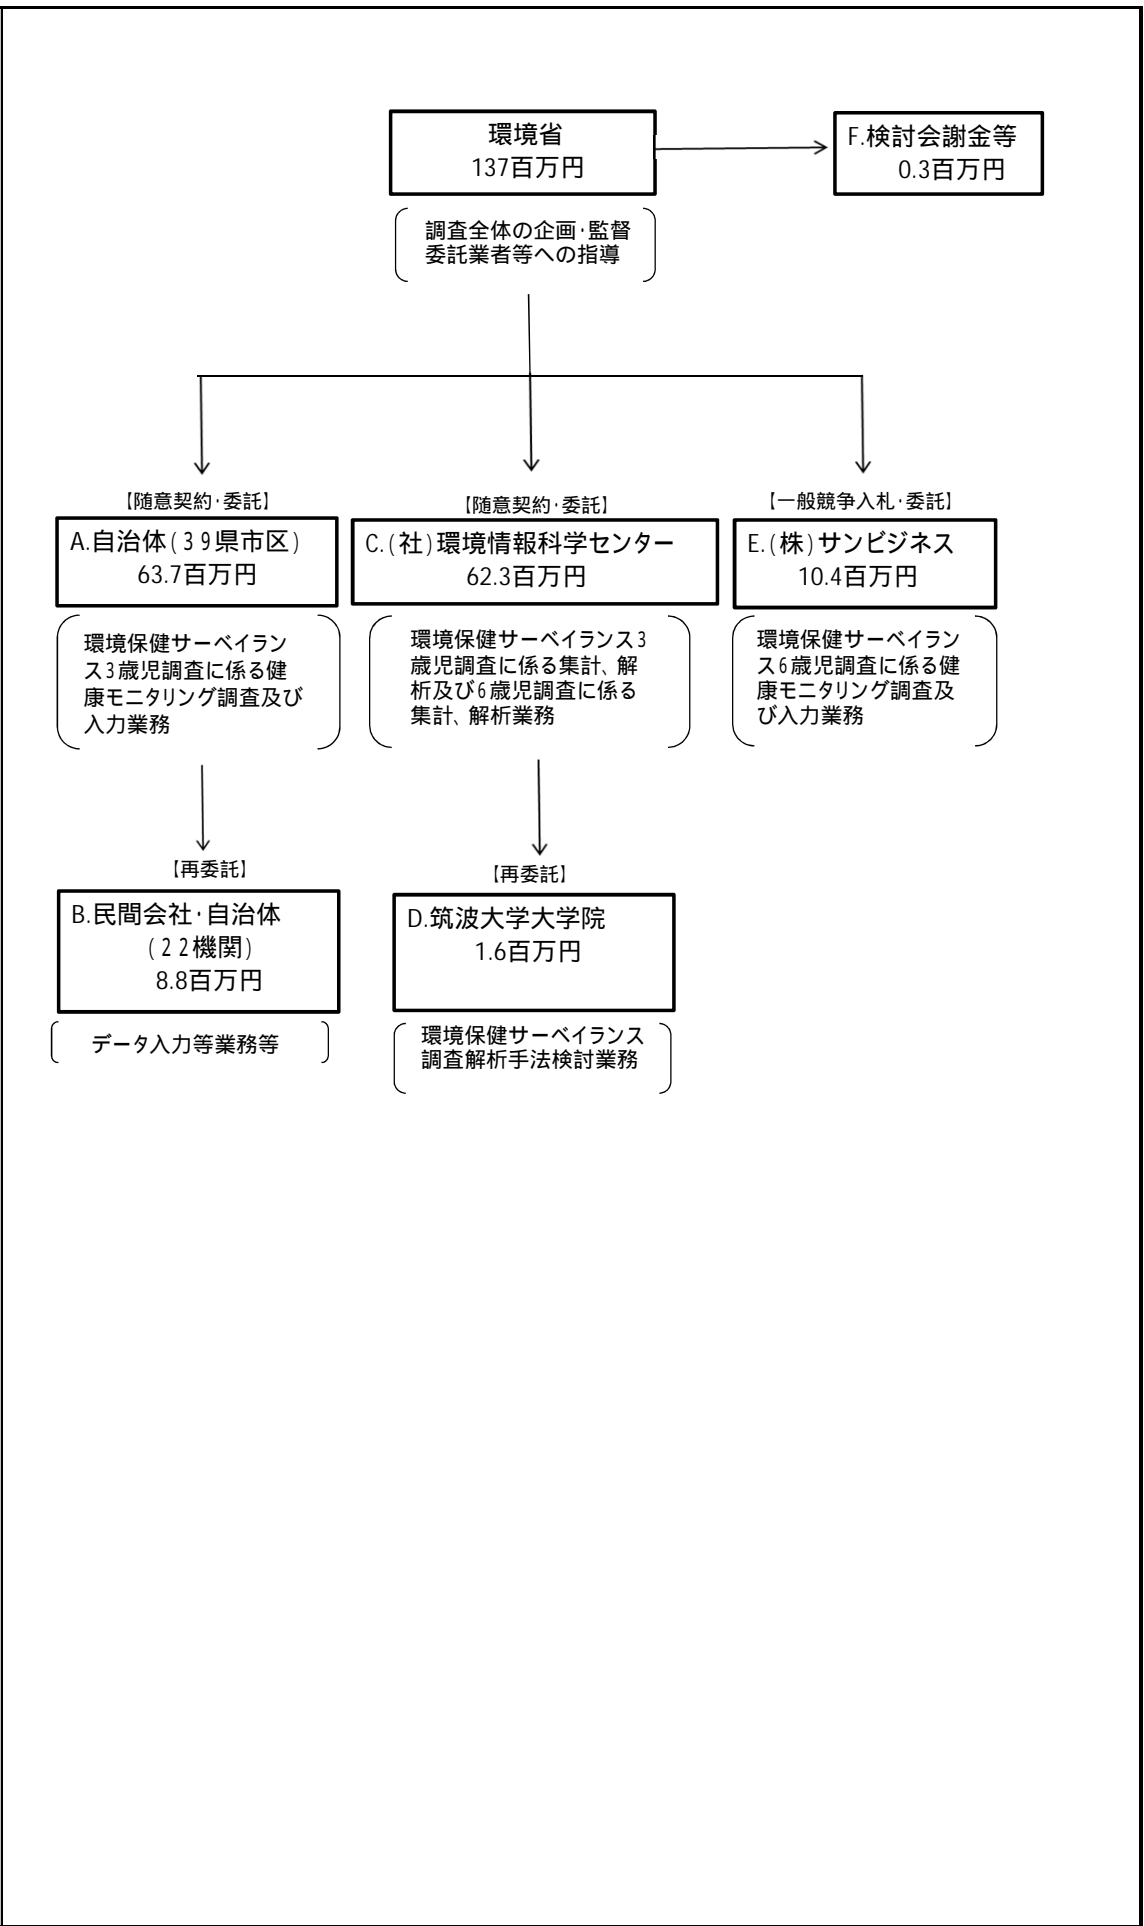 環境省
137百万円
F.検討会謝金等
0.3百万円
調査全体の企画・監督
委託業者等への指導
【随意契約・委託】
A.自治体(39県市区)
63.7百万円
環境保健サーベイラン
ス3歳児調査に係る健
康モニタリング調査及び
入力業務
【随意契約・委託】
C.(社)環境情報科学センター
62.3百万円
環境保健サーベイランス3
歳児調査に係る集計、解
析及び6歳児調査に係る
集計、解析業務
【一般競争入札・委託】
E.(株)サンビジネス
10.4百万円
環境保健サーベイラン
ス6歳児調査に係る健
康モニタリング調査及
び入力業務
【再委託】
B.民間会社・自治体
(22機関)
8.8百万円
データ入力等業務等
【再委託】
D.筑波大学大学院
1.6百万円
環境保健サーベイランス
調査解析手法検討業務